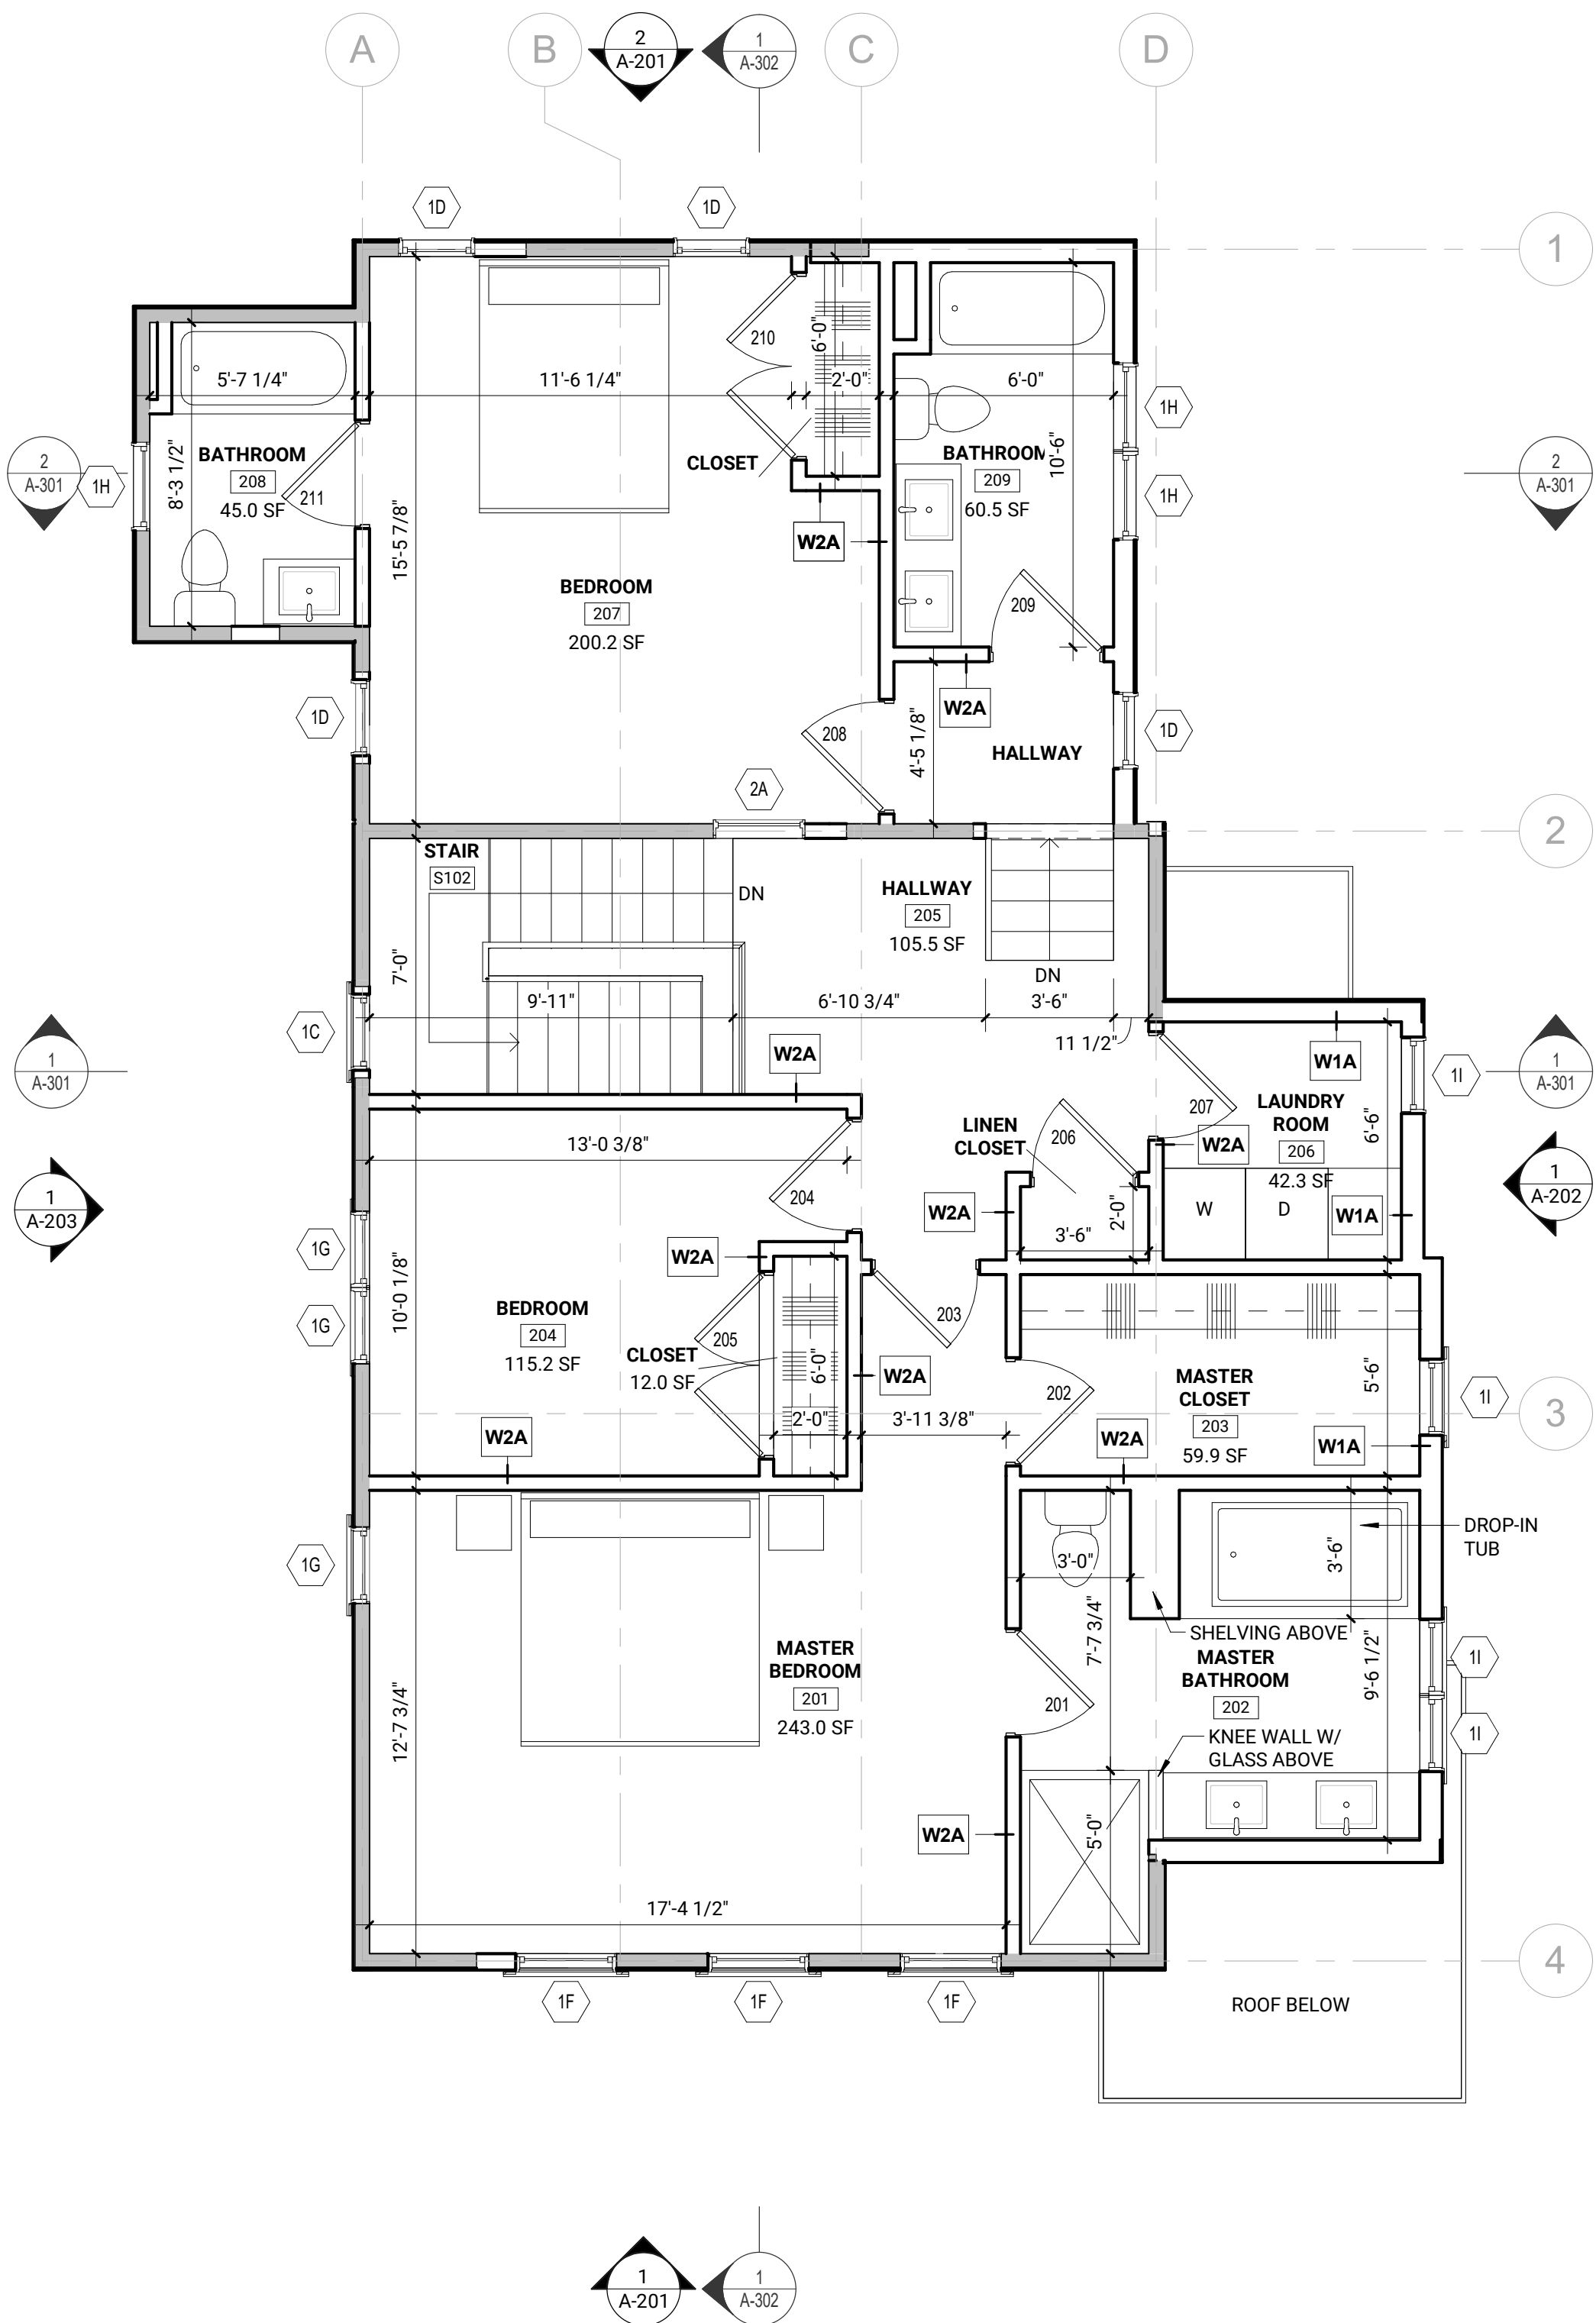 A
B
2
A-201
1
A-302
C
D
1D
1D
1
210
6'-0"
5'-7 1/4"
11'-6 1/4"
2'-0"
6'-0"
1H
BATHROOM
208
45.0 SF
8'-3 1/2"
211
CLOSET
BATHROOM
209
60.5 SF
10'-6"
2
A-301
1H
1H
2
A-301
15'-5 7/8"
W2A
BEDROOM
207
200.2 SF
209
1D
W2A
208
4'-5 1/8"
HALLWAY
1D
2A
2
STAIR
S102
DN
HALLWAY
205
105.5 SF
7'-0"
DN
9'-11"
6'-10 3/4"
3'-6"
1C
11 1/2"
W2A
W1A
1
A-301
1I
1
A-301
207
LAUNDRY
ROOM
206
42.3 SF
6'-6"
LINEN
CLOSET
206
W2A
13'-0 3/8"
204
1
A-203
1
A-202
W2A
2'-0"
W
D
W1A
3'-6"
1G
W2A
1G
10'-0 1/8"
BEDROOM
204
115.2 SF
205
203
CLOSET
12.0 SF
6'-0"
W2A
202
MASTER
CLOSET
203
59.9 SF
5'-6"
1I
3
2'-0"
3'-11 3/8"
W2A
W2A
W1A
1G
DROP-IN
TUB
3'-6"
3'-0"
7'-7 3/4"
SHELVING ABOVE
MASTER
BEDROOM
201
243.0 SF
MASTER
BATHROOM
202
9'-6 1/2"
1I
201
12'-7 3/4"
KNEE WALL W/
GLASS ABOVE
1I
W2A
5'-0"
17'-4 1/2"
4
1F
1F
1F
ROOF BELOW
1
A-201
1
A-302